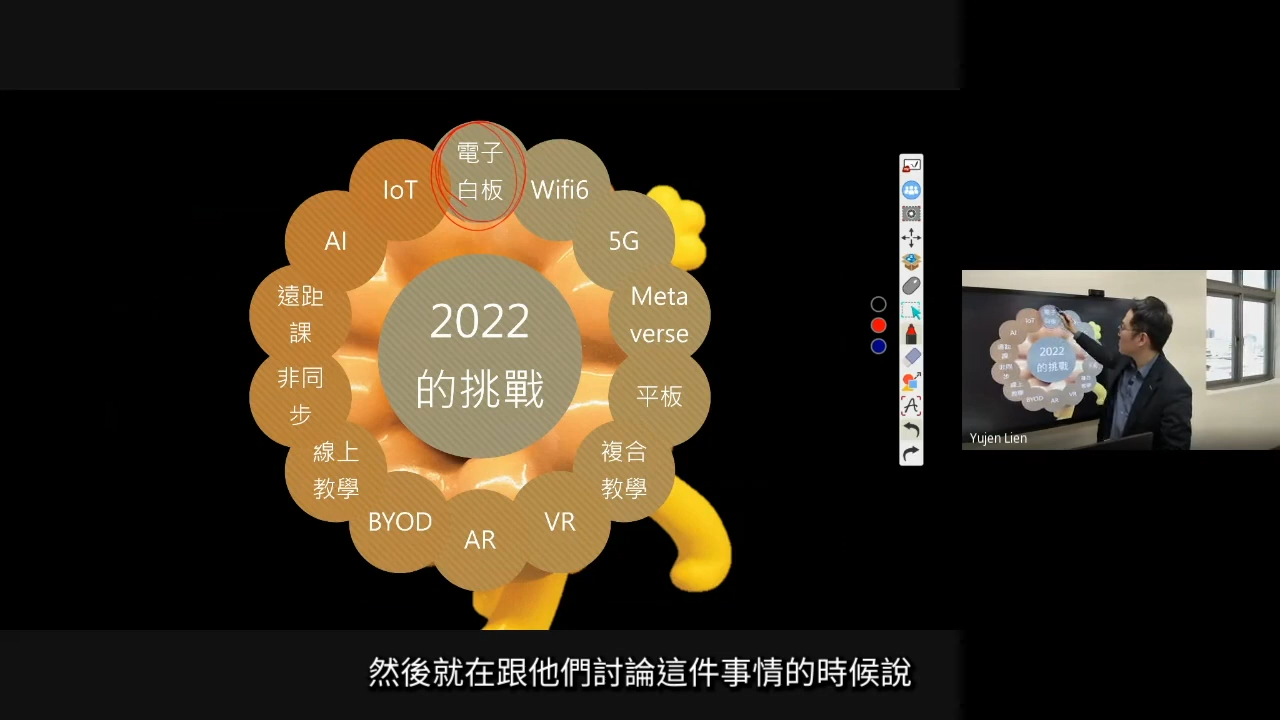 電子
白板
IoT
Wifi6
AI
5G
遠距
課
2022
的挑戰
Meta
verse
非同
步
平板
線上
教學
複合
教學
BYOD
AR
VR
Yujen Lien
然後就在跟他們討論這件事情的時候說